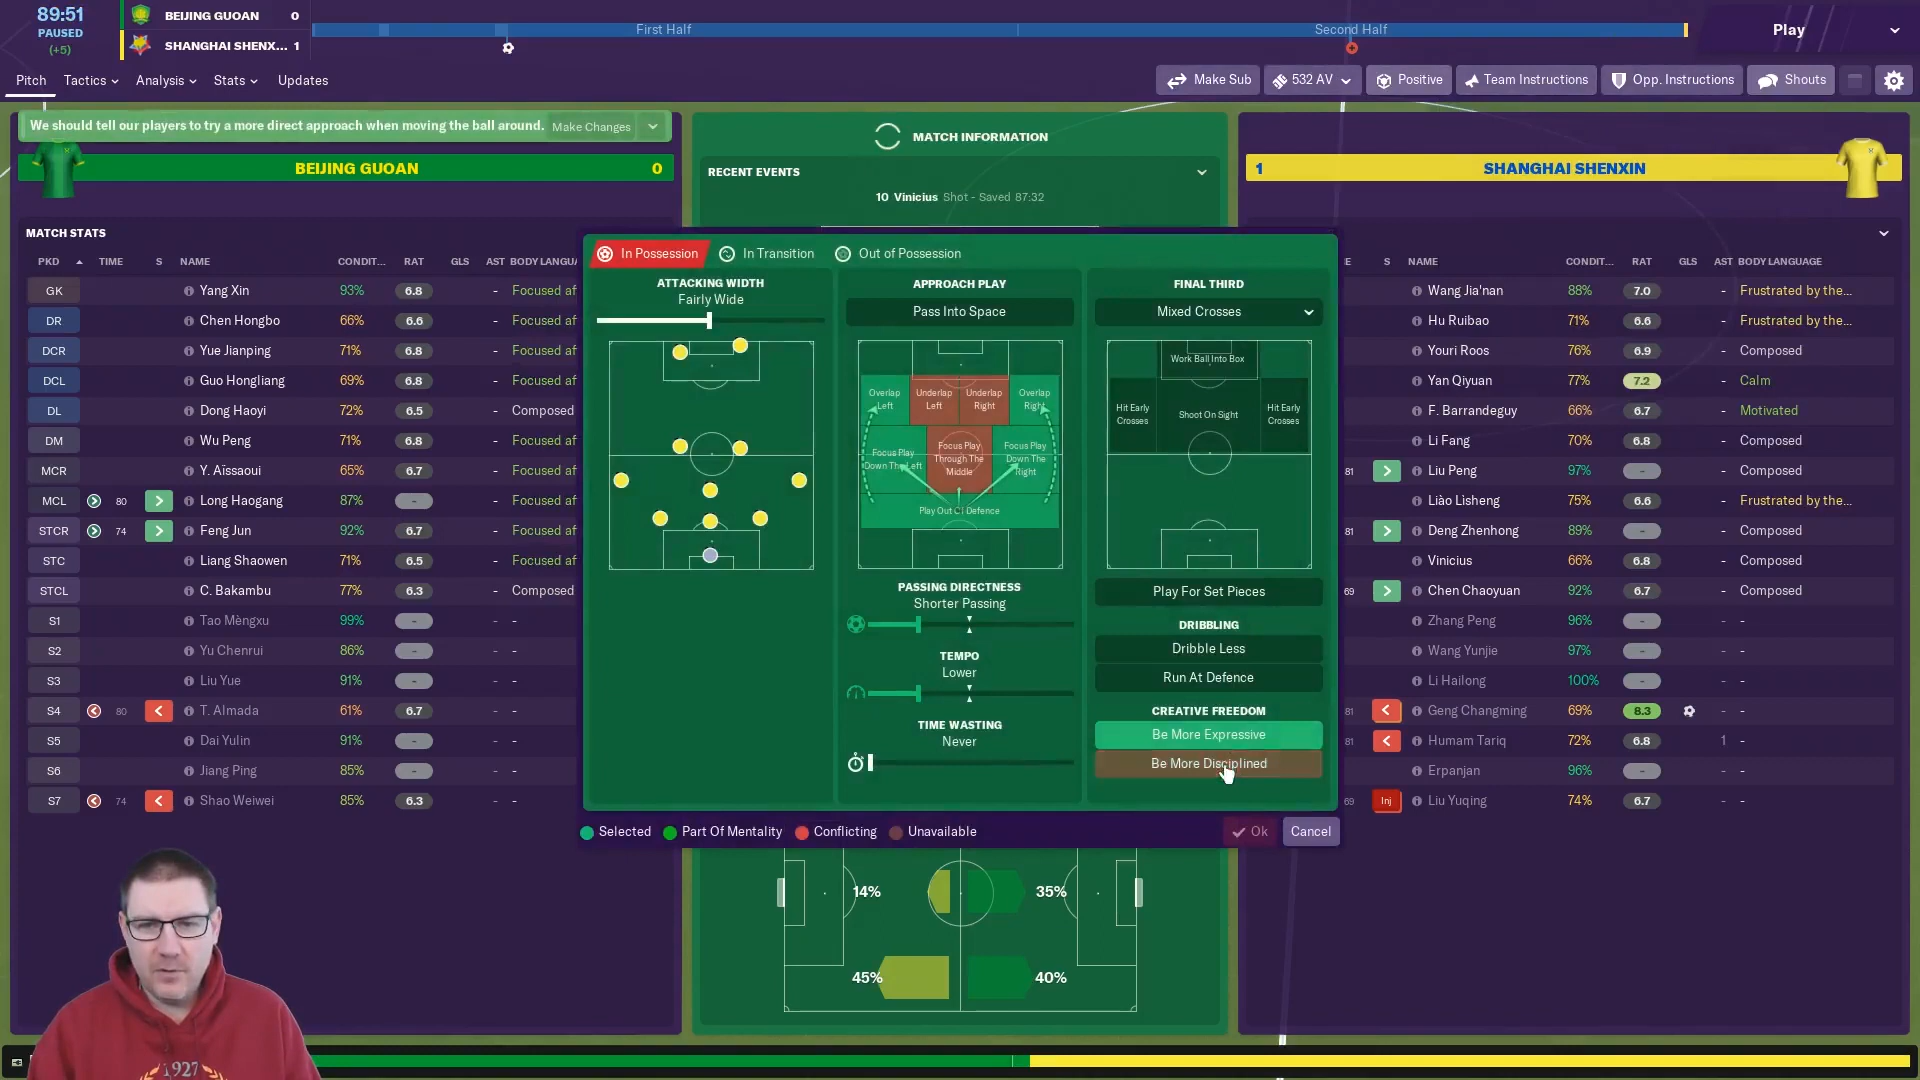 89:51
PAUSED
(+5)
BEIJING GUOAN 0
SHANGHAI SHENX... 1
First Half
Second Half
Play
Pitch
Tactics
Analysis
Stats
Updates
Make Sub
532 AV
Positive
Team Instructions
Opp. Instructions
Shouts
We should tell our players to try a more direct approach when moving the ball around. Make Changes
BEIJING GUOAN 0
MATCH STATS
PKD TIME S NAME CONDIT... RAT GLS AST BODY LANGUA
GK Yang Xin 93% 6.8 - Focused af
DR Chen Hongbo 66% 6.6 - Focused af
DCR Yue Jianping 71% 6.8 - Focused af
DCL Guo Hongliang 69% 6.8 - Focused af
DL Dong Haoyi 72% 6.5 - Composed
DM Wu Peng 71% 6.8 - Focused af
MCR Y. Aïssaoui 65% 6.7 - Focused af
MCL 80 Long Haogang 87% - - Focused af
STCR 74 Feng Jun 92% 6.7 - Focused af
STC Liang Shaowen 71% 6.5 - Focused af
STCL C. Bakambu 77% 6.3 - Composed
S1 Tao Mèngxu 99% - - -
S2 Yu Chenrui 86% - - -
S3 Liu Yue 91% - - -
S4 80 T. Almada 61% 6.7 - -
S5 Dai Yulin 91% - - -
S6 Jiang Ping 85% - - -
S7 74 Shao Weiwei 85% 6.3 - -
MATCH INFORMATION
RECENT EVENTS
10 Vinicius Shot - Saved 87:32
In Possession
In Transition
Out of Possession
ATTACKING WIDTH
Fairly Wide
APPROACH PLAY
Pass Into Space
Overlap Left
Underlap Left
Underlap Right
Overlap Right
Focus Play Down The Left
Focus Play Through The Middle
Focus Play Down The Right
Play Out Of Defence
PASSING DIRECTNESS
Shorter Passing
TEMPO
Lower
TIME WASTING
Never
FINAL THIRD
Mixed Crosses
Work Ball Into Box
Hit Early Crosses
Shoot On Sight
Hit Early Crosses
Play For Set Pieces
DRIBBLING
Dribble Less
Run At Defence
CREATIVE FREEDOM
Be More Expressive
Be More Disciplined
Selected
Part Of Mentality
Conflicting
Unavailable
Ok
Cancel
14% 35%
45% 40%
1 SHANGHAI SHENXIN
E S NAME CONDIT... RAT GLS AST BODY LANGUAGE
Wang Jia'nan 88% 7.0 - Frustrated by the...
Hu Ruibao 71% 6.6 - Frustrated by the...
Youri Roos 76% 6.9 - Composed
Yan Qiyuan 77% 7.2 - Calm
F. Barrandeguy 66% 6.7 - Motivated
Li Fang 70% 6.8 - Composed
81 Liu Peng 97% - - Composed
Liào Lìsheng 75% 6.6 - Frustrated by the...
81 Deng Zhenhong 89% - - Composed
Vinicius 66% 6.8 - Composed
69 Chen Chaoyuan 92% 6.7 - Composed
Zhang Peng 96% - - -
Wang Yunjie 97% - - -
Li Hailong 100% - - -
81 Geng Changming 69% 8.3 - -
81 Humam Tariq 72% 6.8 1 -
Erpanjan 96% - - -
69 Inj Liu Yuqing 74% 6.7 - -
1927